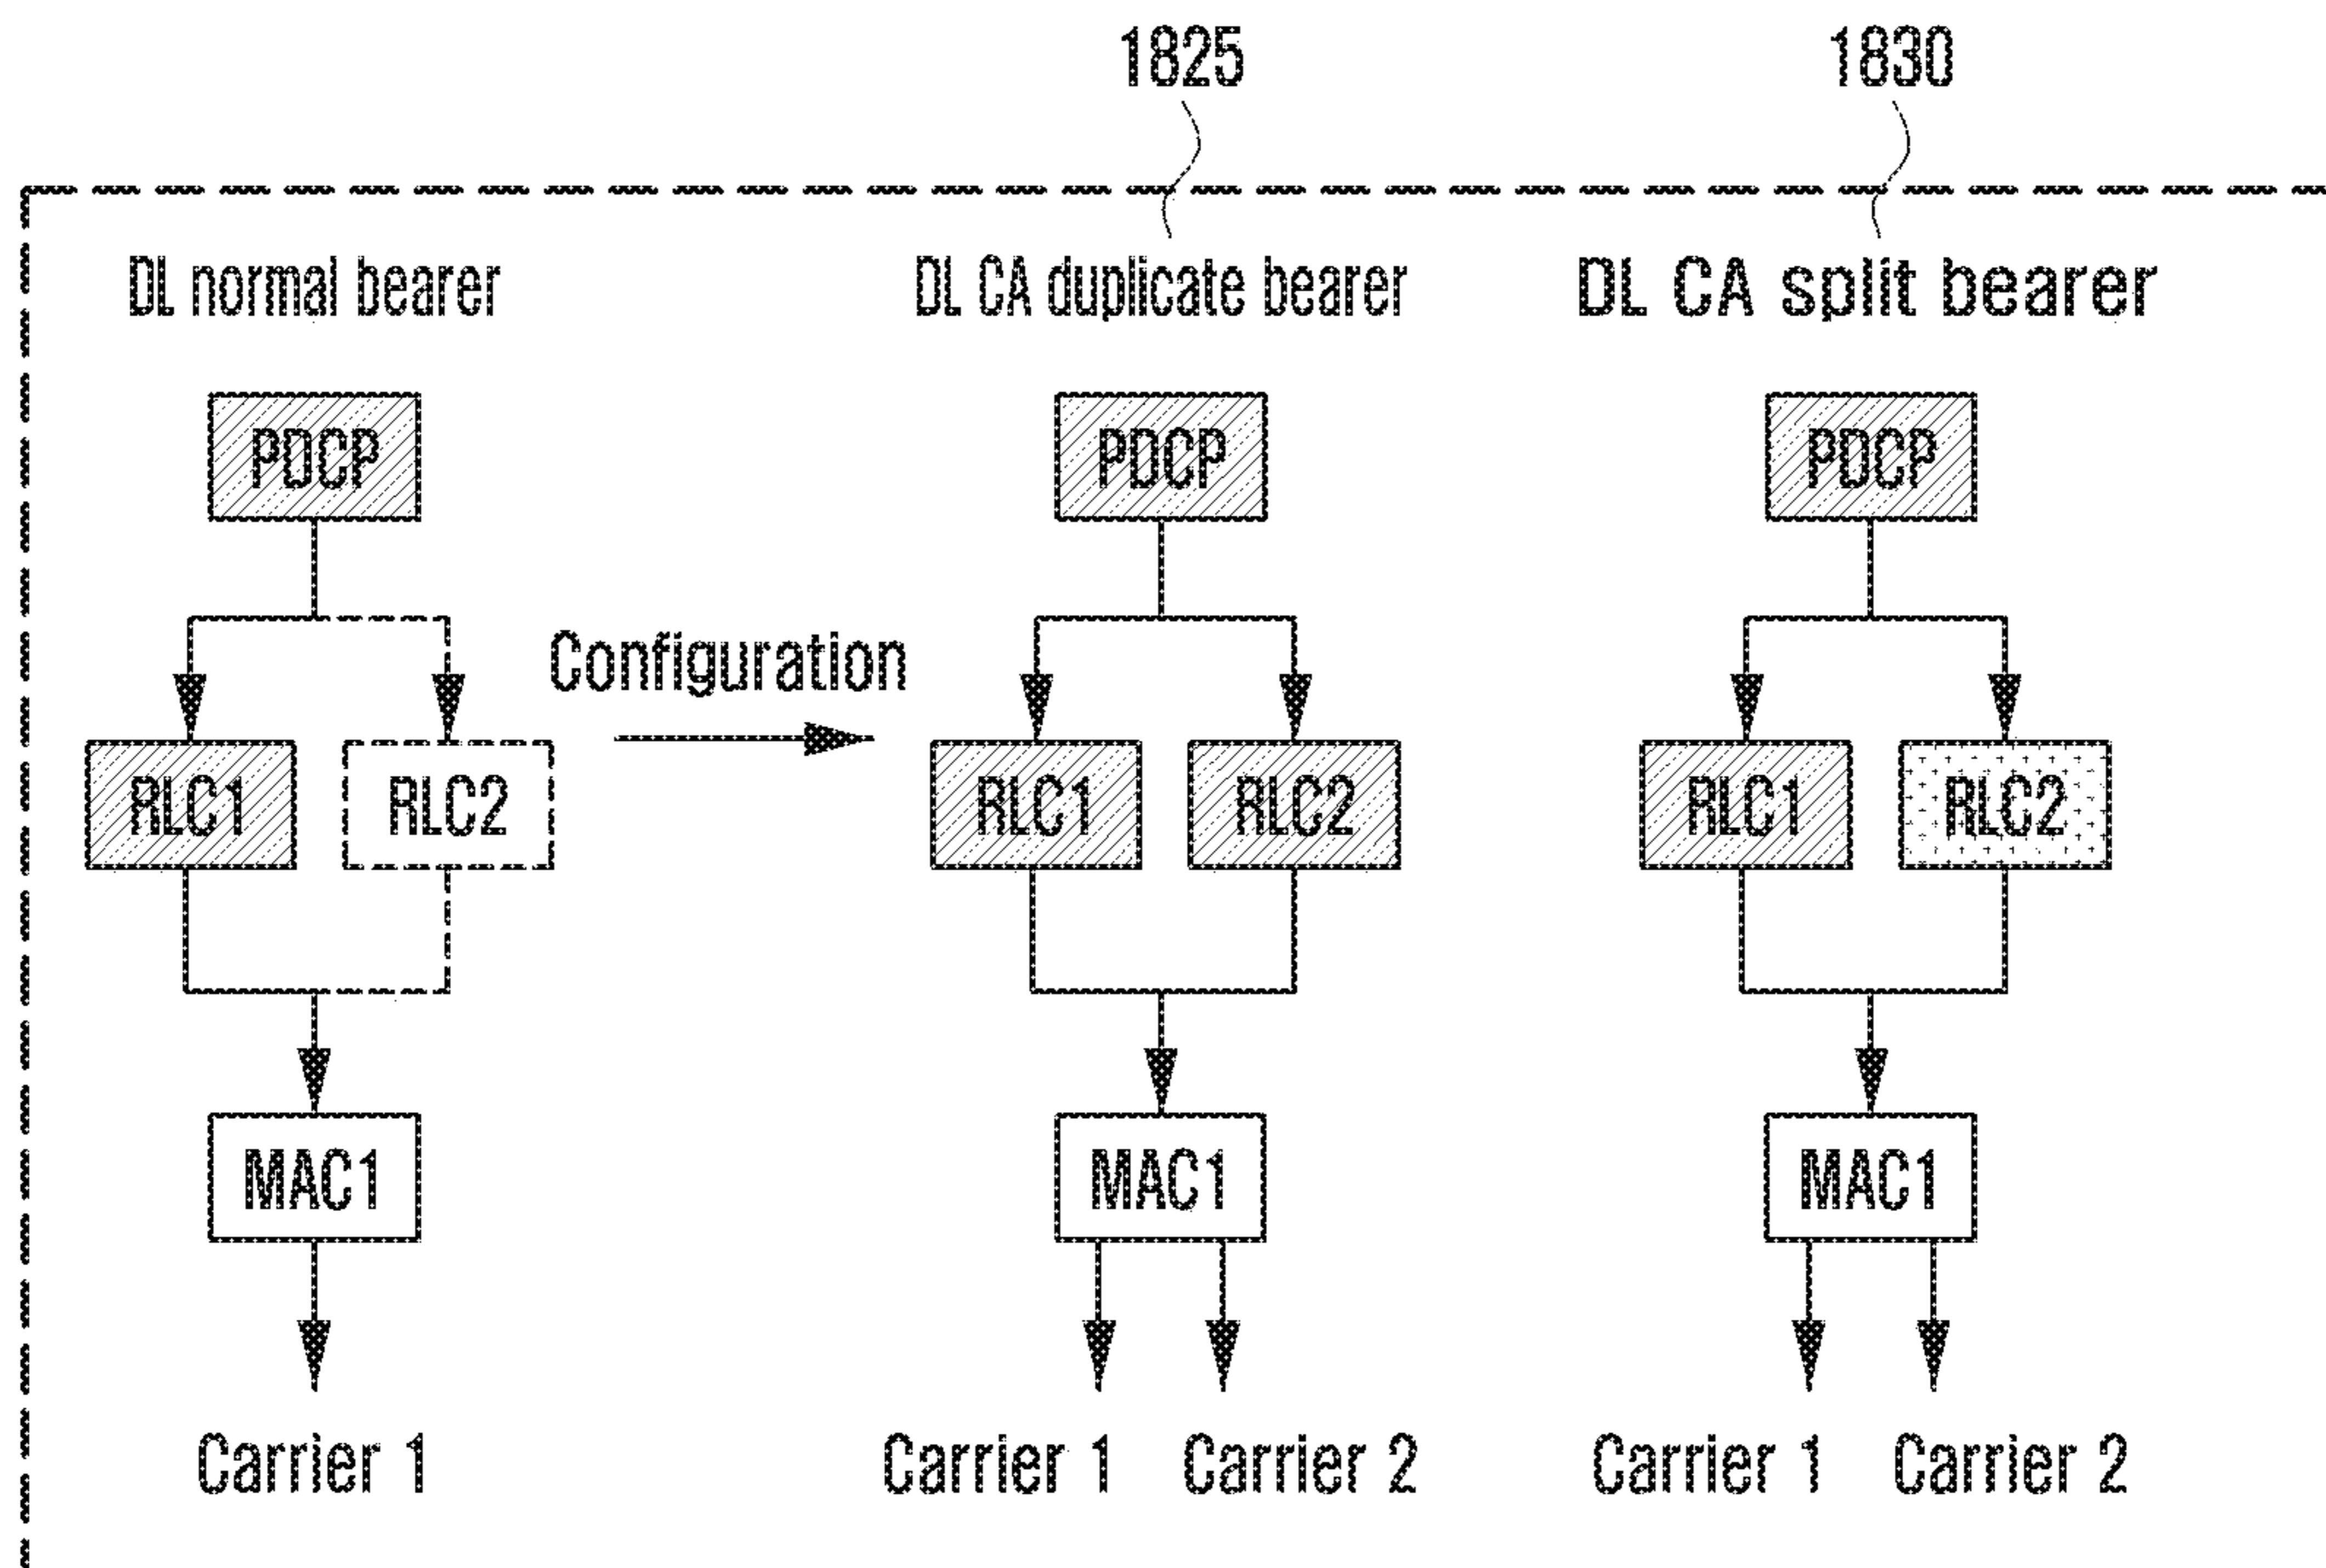 1825 1830
DL normal bearer DL CA duplicate bearer DL CA split bearer
PDCP PDCP PDCP
Configuration
RLC1 RLC2 RLC1 RLC2 RLC1 RLC2
MAC1 MAC1 MAC1
Carrier 1 Carrier 1 Carrier 2 Carrier 1 Carrier 2